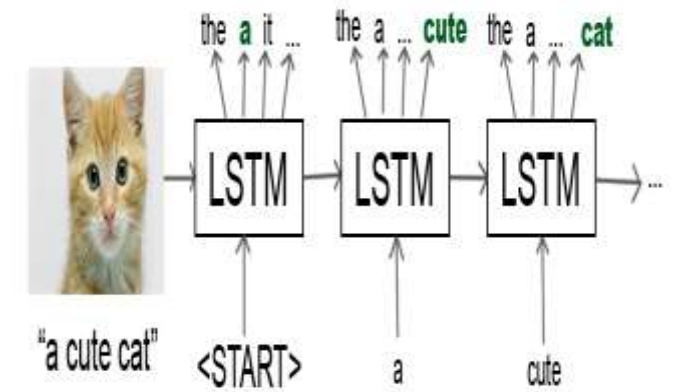 the a it ... the a ... cute the a ... cat
LSTM LSTM LSTM ...
"a cute cat" <START> a cute